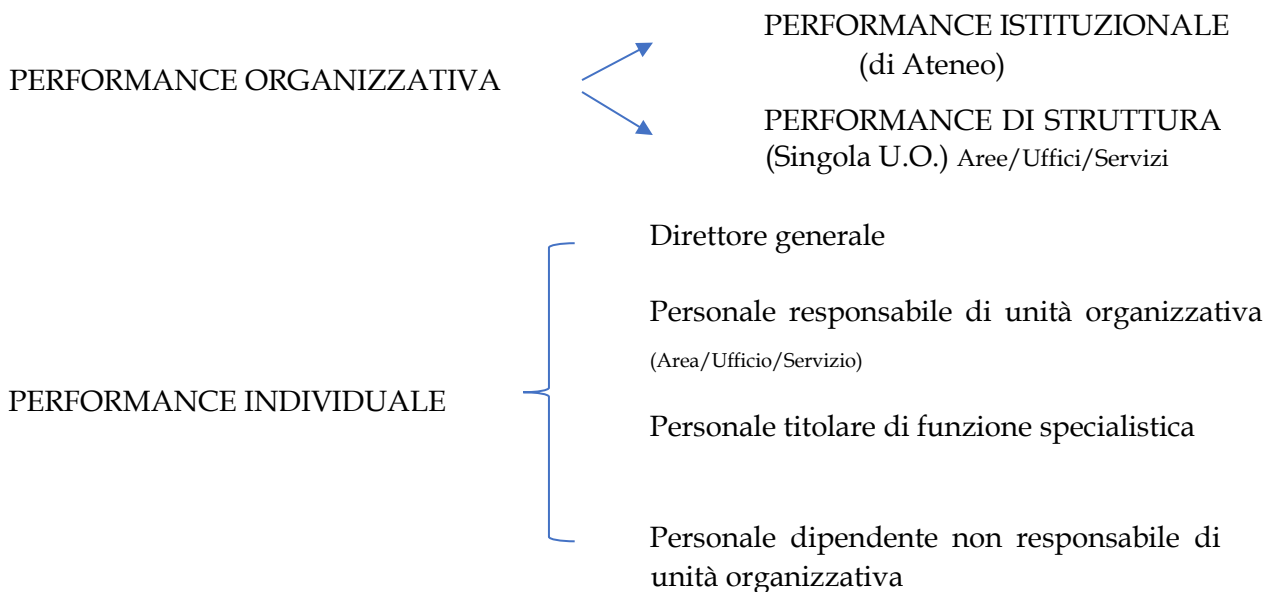 PERFORMANCE ORGANIZZATIVA
PERFORMANCE ISTITUZIONALE
(di Ateneo)
PERFORMANCE DI STRUTTURA
(Singola U.O.) Aree/Uffici/Servizi
PERFORMANCE INDIVIDUALE
Direttore generale
Personale responsabile di unità organizzativa
(Area/Ufficio/Servizio)
Personale titolare di funzione specialistica
Personale dipendente non responsabile di
unità organizzativa